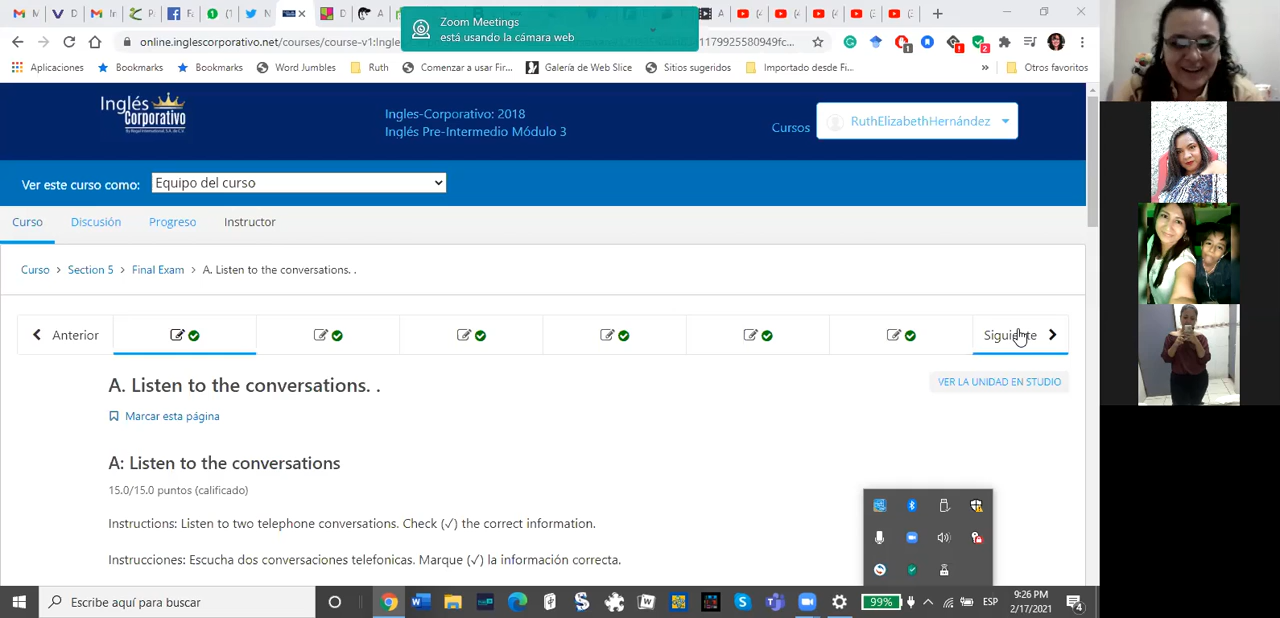 Zoom Meetings
está usando la cámara web
online.inglescorporativo.net/courses/course-v1:Ingl
1179925580949fc...
Aplicaciones
Bookmarks
Bookmarks
Word Jumbles
Ruth
Comenzar a usar Fir...
Galería de Web Slice
Sitios sugeridos
Importado desde Fi...
»
Otros favoritos
Inglés
Corporativo
Ingles-Corporativo: 2018
Inglés Pre-Intermedio Módulo 3
Cursos
RuthElizabethHernández
Ver este curso como:
Equipo del curso
Curso
Discusión
Progreso
Instructor
Curso > Section 5 > Final Exam > A. Listen to the conversations. .
Anterior
Siguiente
A. Listen to the conversations. .
VER LA UNIDAD EN STUDIO
Marcar esta página
A: Listen to the conversations
15.0/15.0 puntos (calificado)
Instructions: Listen to two telephone conversations. Check (√) the correct information.
Instrucciones: Escucha dos conversaciones telefonicas. Marque (√) la información correcta.
Escribe aquí para buscar
99%
ESP
9:26 PM
2/17/2021
4